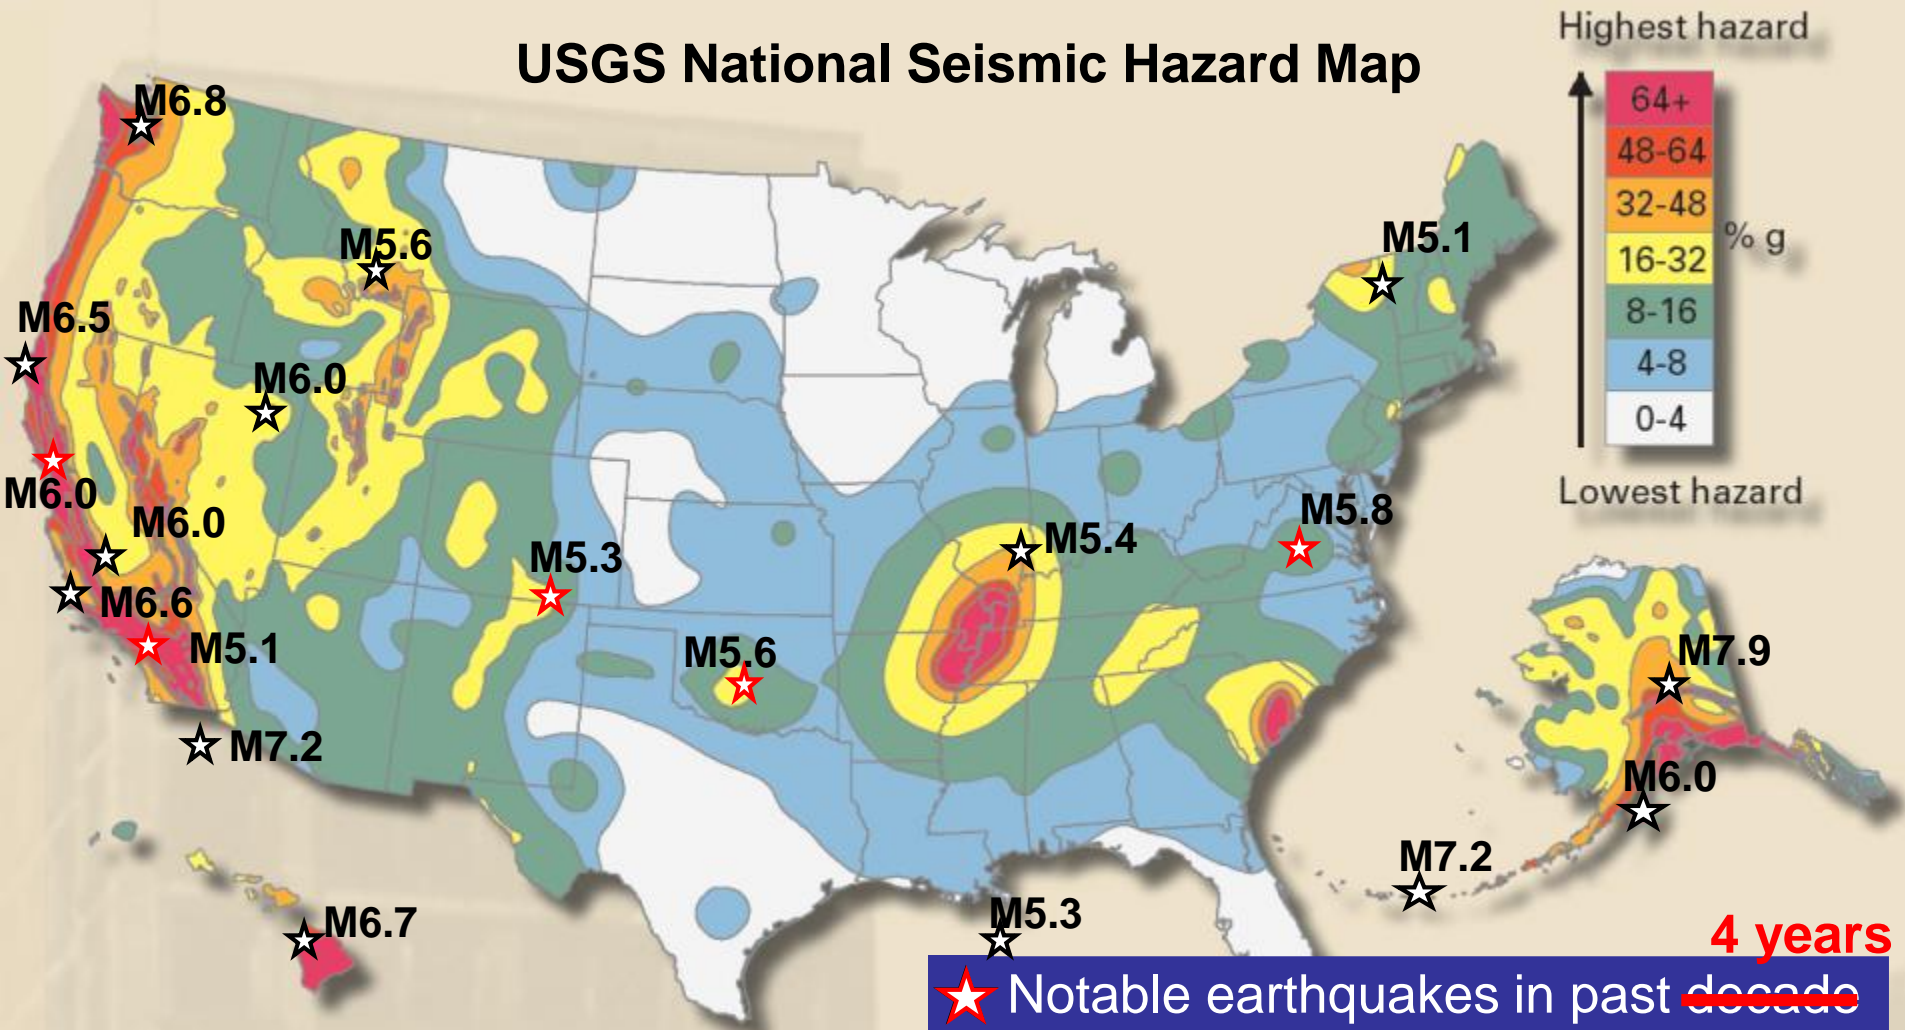 USGS National Seismic Hazard Map
Highest hazard
64+
48-64
32-48
16-32
8-16
4-8
0-4
% g
Lowest hazard
M6.8
M5.6
M5.1
M6.5
M6.0
M6.0
M6.0
M5.8
M5.3
M5.4
M6.6
M5.1
M5.6
M7.9
M7.2
M6.0
M7.2
M6.7
M5.3
4 years
Notable earthquakes in past decade